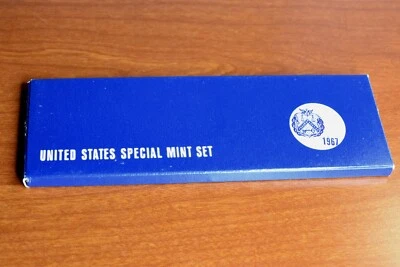 UNITED STATES SPECIAL MINT SET
1967